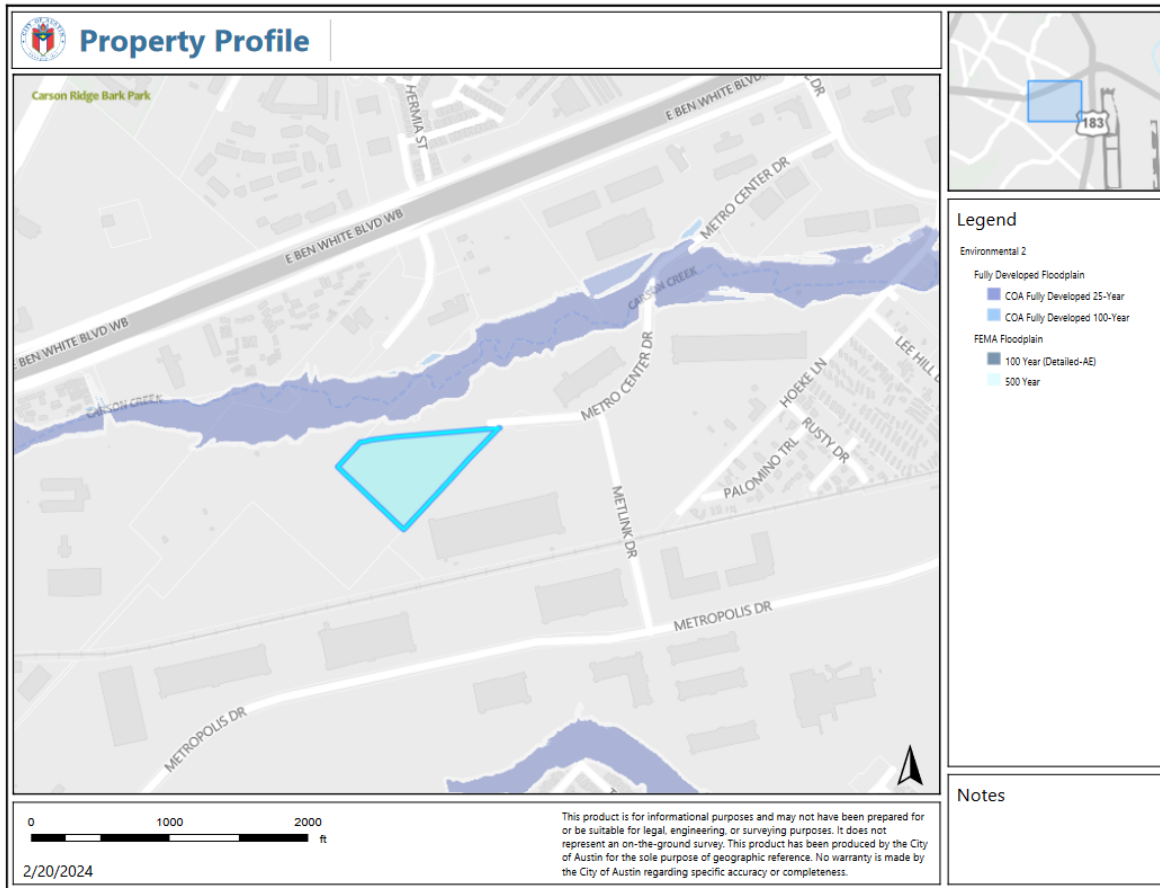 CITY OF AUSTIN
Property Profile
Carson Ridge Bark Park
HERMIA ST
E BEN WHITE BLVD
DR
E BEN WHITE BLVD WB
METRO CENTER DR
E BEN WHITE BLVD WB
CARSON CREEK
CARSON CREEK
METRO CENTER DR
HOEKE LN
LEE HILL
RUSTY DR
PALOMINO TRL
METLINK DR
METROPOLIS DR
METROPOLIS DR
183
Legend
Environmental 2
Fully Developed Floodplain
COA Fully Developed 25-Year
COA Fully Developed 100-Year
FEMA Floodplain
100 Year (Detailed-AE)
500 Year
Notes
0 1000 2000
ft
2/20/2024
This product is for informational purposes and may not have been prepared for
or be suitable for legal, engineering, or surveying purposes. It does not
represent an on-the-ground survey. This product has been produced by the City
of Austin for the sole purpose of geographic reference. No warranty is made by
the City of Austin regarding specific accuracy or completeness.